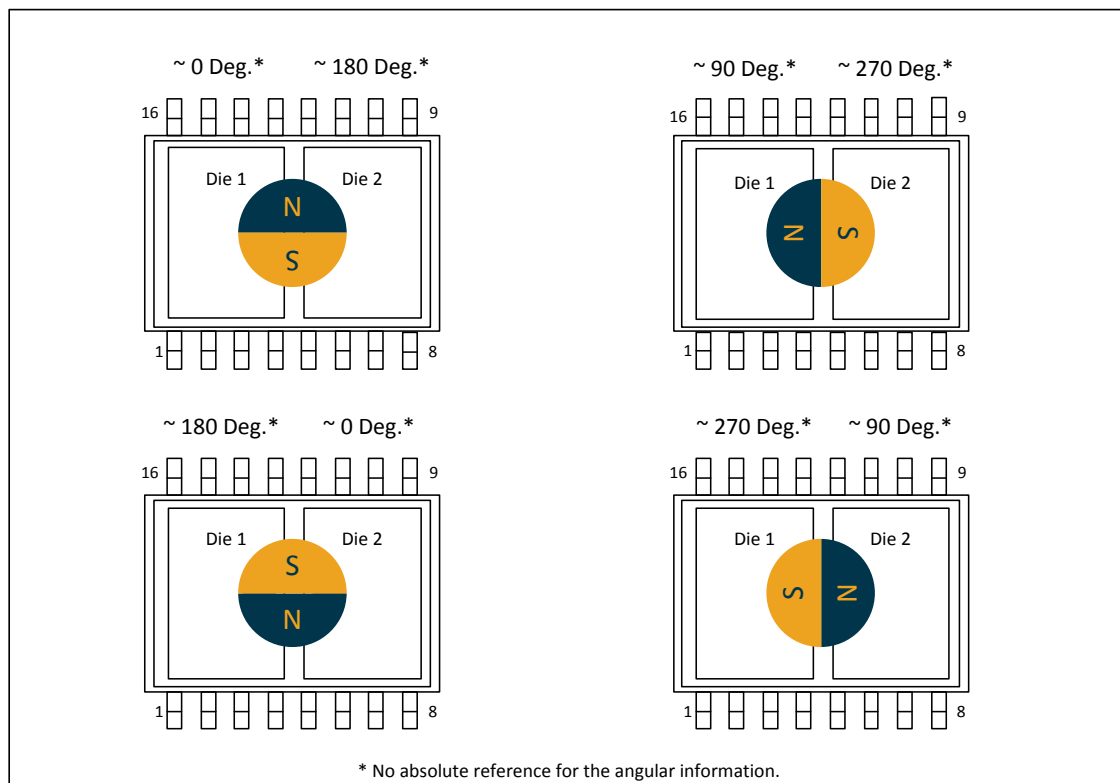 ~ 0 Deg.* ~ 180 Deg.*
16 9
Die 1 Die 2
N
S
1 8
~ 90 Deg.* ~ 270 Deg.*
16 9
Die 1 Die 2
N S
1 8
~ 180 Deg.* ~ 0 Deg.*
16 9
Die 1 Die 2
S
N
1 8
~ 270 Deg.* ~ 90 Deg.*
16 9
Die 1 Die 2
S N
1 8
* No absolute reference for the angular information.